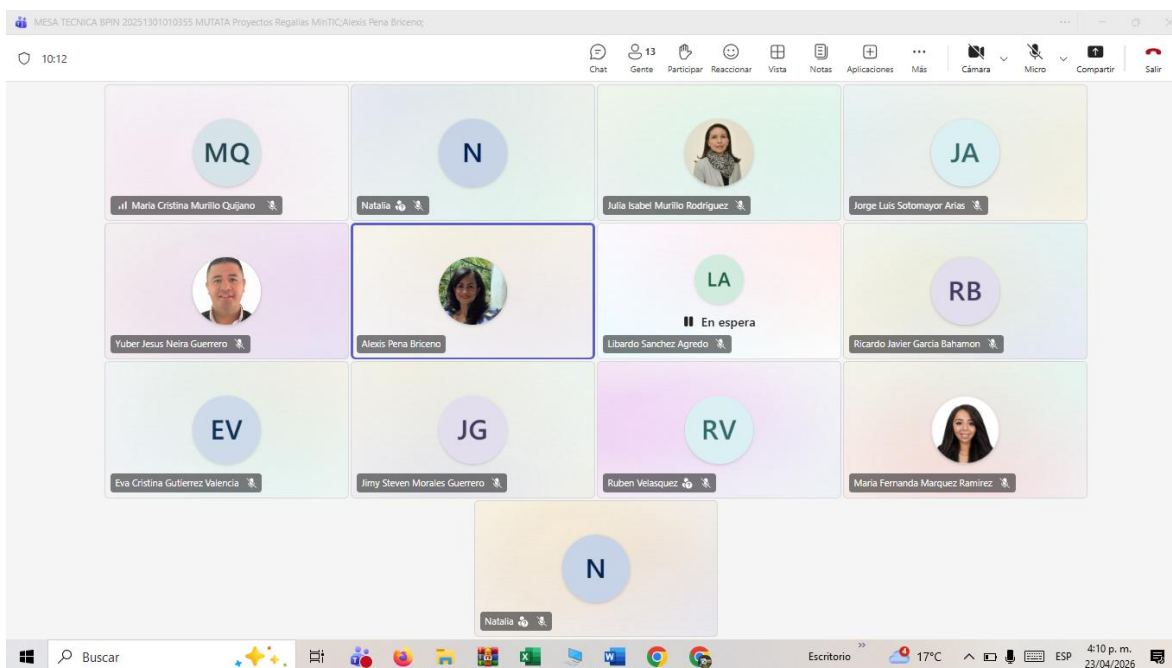 MESA TECNICA BPIN 20251301010355 MUTATA Proyectos Regalias MinTIC;Alexis Pena Briceno;
10:12
Chat
13
Gente
Participar
Reaccionar
Vista
Notas
Aplicaciones
Más
Cámara
Micro
Compartir
Salir
MQ
Maria Cristina Murillo Quijano
N
Natalia
Julia Isabel Murillo Rodriguez
JA
Jorge Luis Sotomayor Arias
Yuber Jesus Neira Guerrero
Alexis Pena Briceno
LA
En espera
Libardo Sanchez Agredo
RB
Ricardo Javier Garcia Bahamon
EV
Eva Cristina Gutierrez Valencia
JG
Jimy Steven Morales Guerrero
RV
Ruben Velasquez
Maria Fernanda Marquez Ramirez
N
Natalia
Buscar
Escritorio
17°C
ESP
4:10 p. m.
23/04/2026